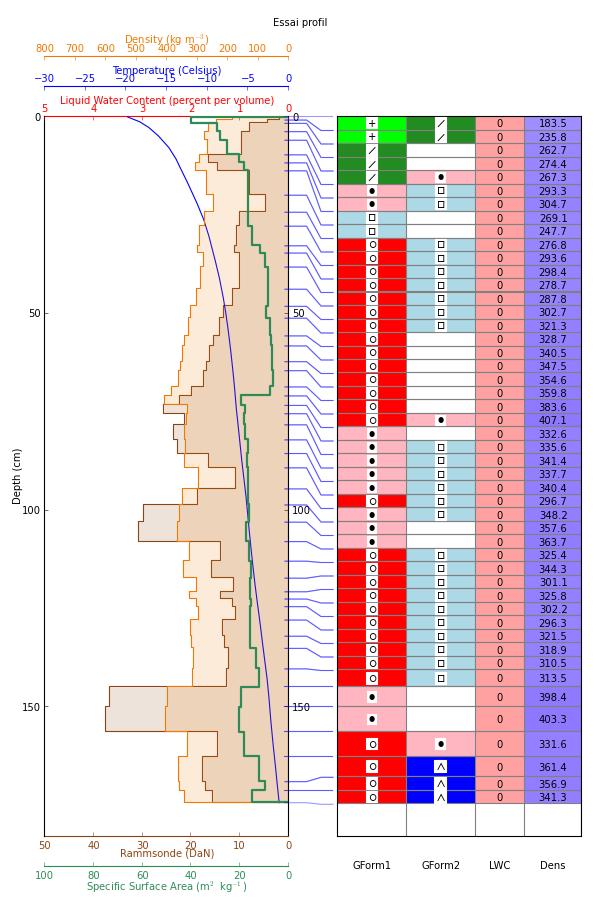 Essai profil
Density (kg m⁻³)
800 700 600 500 400 300 200 100 0
Temperature (Celsius)
−30 −25 −20 −15 −10 −5 0
Liquid Water Content (percent per volume)
5 4 3 2 1 0
0 0
0 183.5
0 235.8
0 262.7
0 274.4
0 267.3
0 293.3
0 304.7
0 269.1
0 247.7
0 276.8
0 293.6
0 298.4
0 278.7
0 287.8
50 50 0 302.7
0 321.3
0 328.7
0 340.5
0 347.5
0 354.6
0 359.8
0 383.6
0 407.1
0 332.6
0 335.6
0 341.4
0 337.7
0 340.4
Depth (cm)
0 296.7
100 100 0 348.2
0 357.6
0 363.7
0 325.4
0 344.3
0 301.1
0 325.8
0 302.2
0 296.3
0 321.5
0 318.9
0 310.5
0 313.5
0 398.4
150 150 0 403.3
0 331.6
0 361.4
0 356.9
0 341.3
50 40 30 20 10 0
Rammsonde (DaN)
GForm1 GForm2 LWC Dens
100 80 60 40 20 0
Specific Surface Area (m² kg⁻¹)